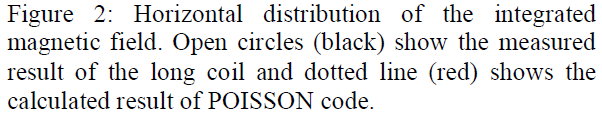 Figure 2: Horizontal distribution of the integrated
magnetic field. Open circles (black) show the measured
result of the long coil and dotted line (red) shows the
calculated result of POISSON code.